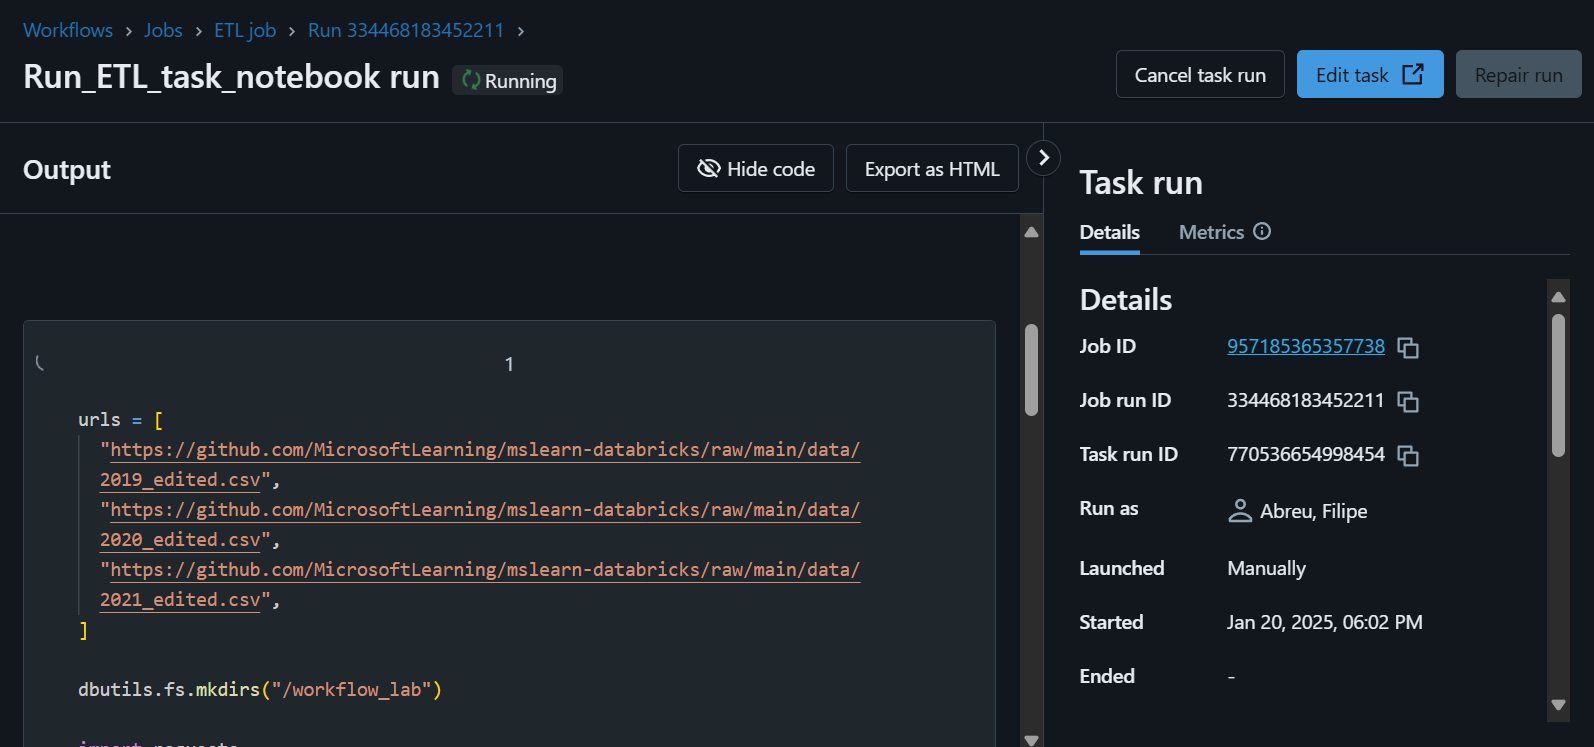 Workflows > Jobs > ETL job > Run 334468183452211 >
Run_ETL_task_notebook run Running
Cancel task run
Edit task
Repair run
Output
Hide code
Export as HTML
1
urls = [
"https://github.com/MicrosoftLearning/mslearn-databricks/raw/main/data/
2019_edited.csv",
"https://github.com/MicrosoftLearning/mslearn-databricks/raw/main/data/
2020_edited.csv",
"https://github.com/MicrosoftLearning/mslearn-databricks/raw/main/data/
2021_edited.csv",
]
dbutils.fs.mkdirs("/workflow_lab")
import requests
Task run
Details Metrics
Details
Job ID 957185365357738
Job run ID 334468183452211
Task run ID 770536654998454
Run as Abreu, Filipe
Launched Manually
Started Jan 20, 2025, 06:02 PM
Ended -